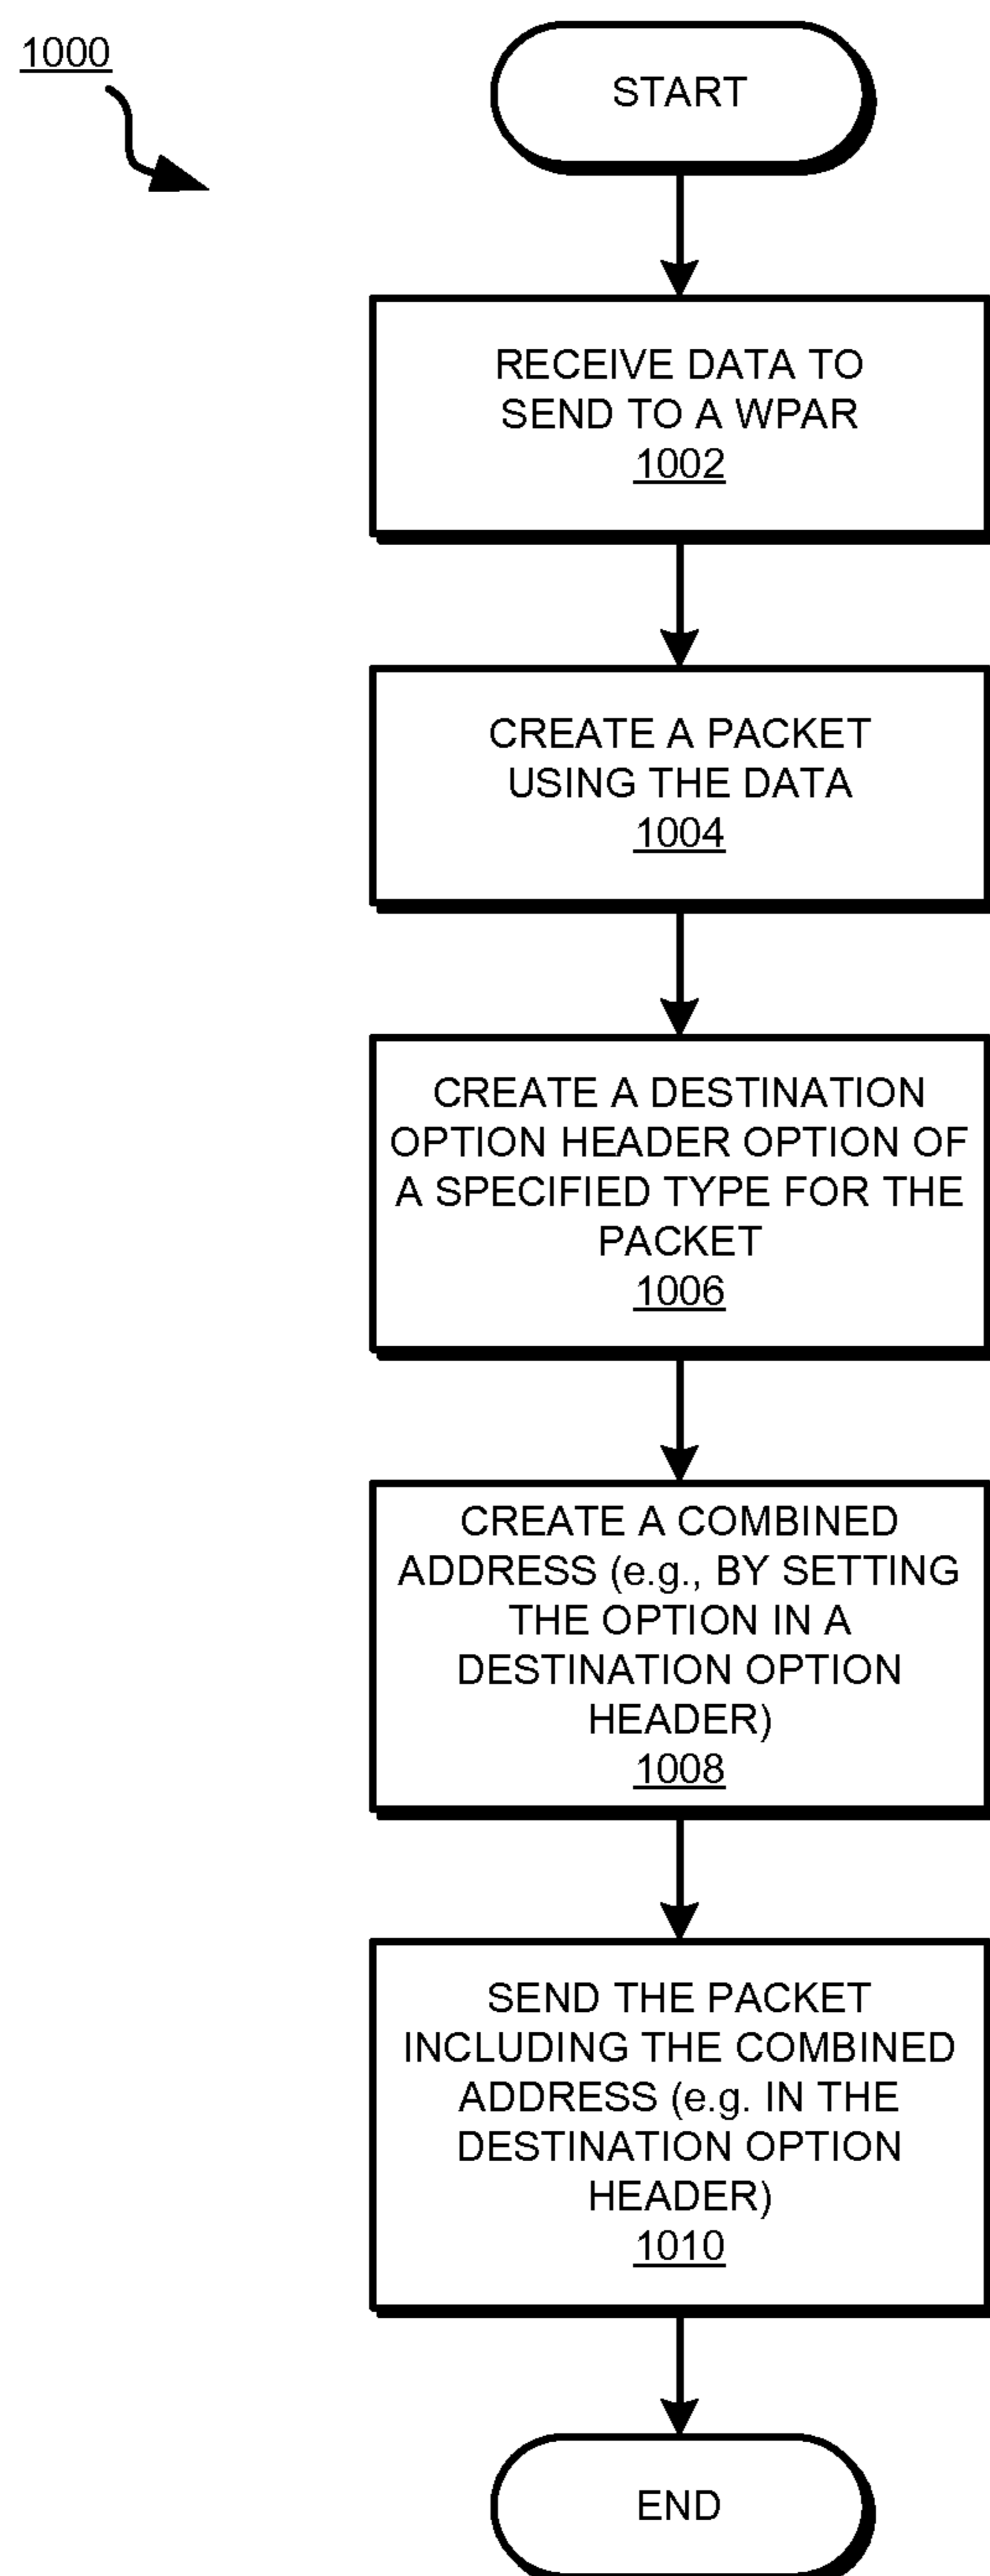 1000
START
RECEIVE DATA TO
SEND TO A WPAR
1002
CREATE A PACKET
USING THE DATA
1004
CREATE A DESTINATION
OPTION HEADER OPTION OF
A SPECIFIED TYPE FOR THE
PACKET
1006
CREATE A COMBINED
ADDRESS (e.g., BY SETTING
THE OPTION IN A
DESTINATION OPTION
HEADER)
1008
SEND THE PACKET
INCLUDING THE COMBINED
ADDRESS (e.g. IN THE
DESTINATION OPTION
HEADER)
1010
END